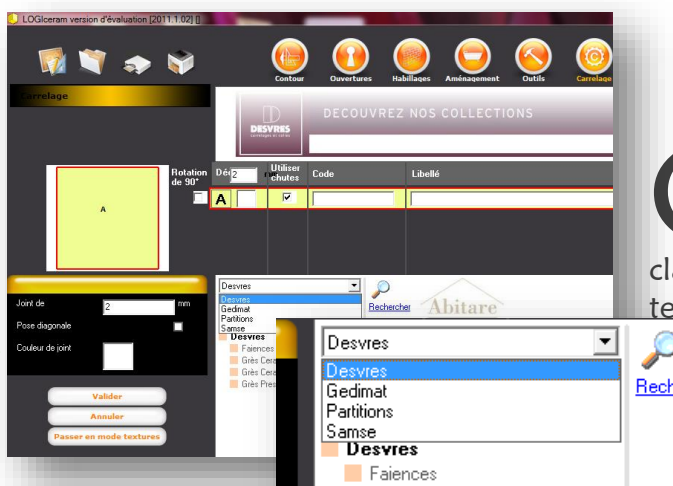 LOGIceram version d'évaluation [2011.1.02] []
Contour
Ouvertures
Habillages
Aménagement
Outils
Carrelage
Carrelage
DESVRES
DECOUVREZ NOS COLLECTIONS
Rotation de 90°
2
Utiliser chutes
Code
Libellé
A
A
Joint de 2 mm
Pose diagonale
Couleur de joint
Valider
Annuler
Passer en mode textures
Desvres
Desvres
Gedimat
Partitions
Samse
Desvres
Faiences
Grès Cera
Grès Cera
Grès Pres
Rechercher
Abitare
cla
te
Desvres
Desvres
Gedimat
Partitions
Samse
Desvres
Faiences
Rech